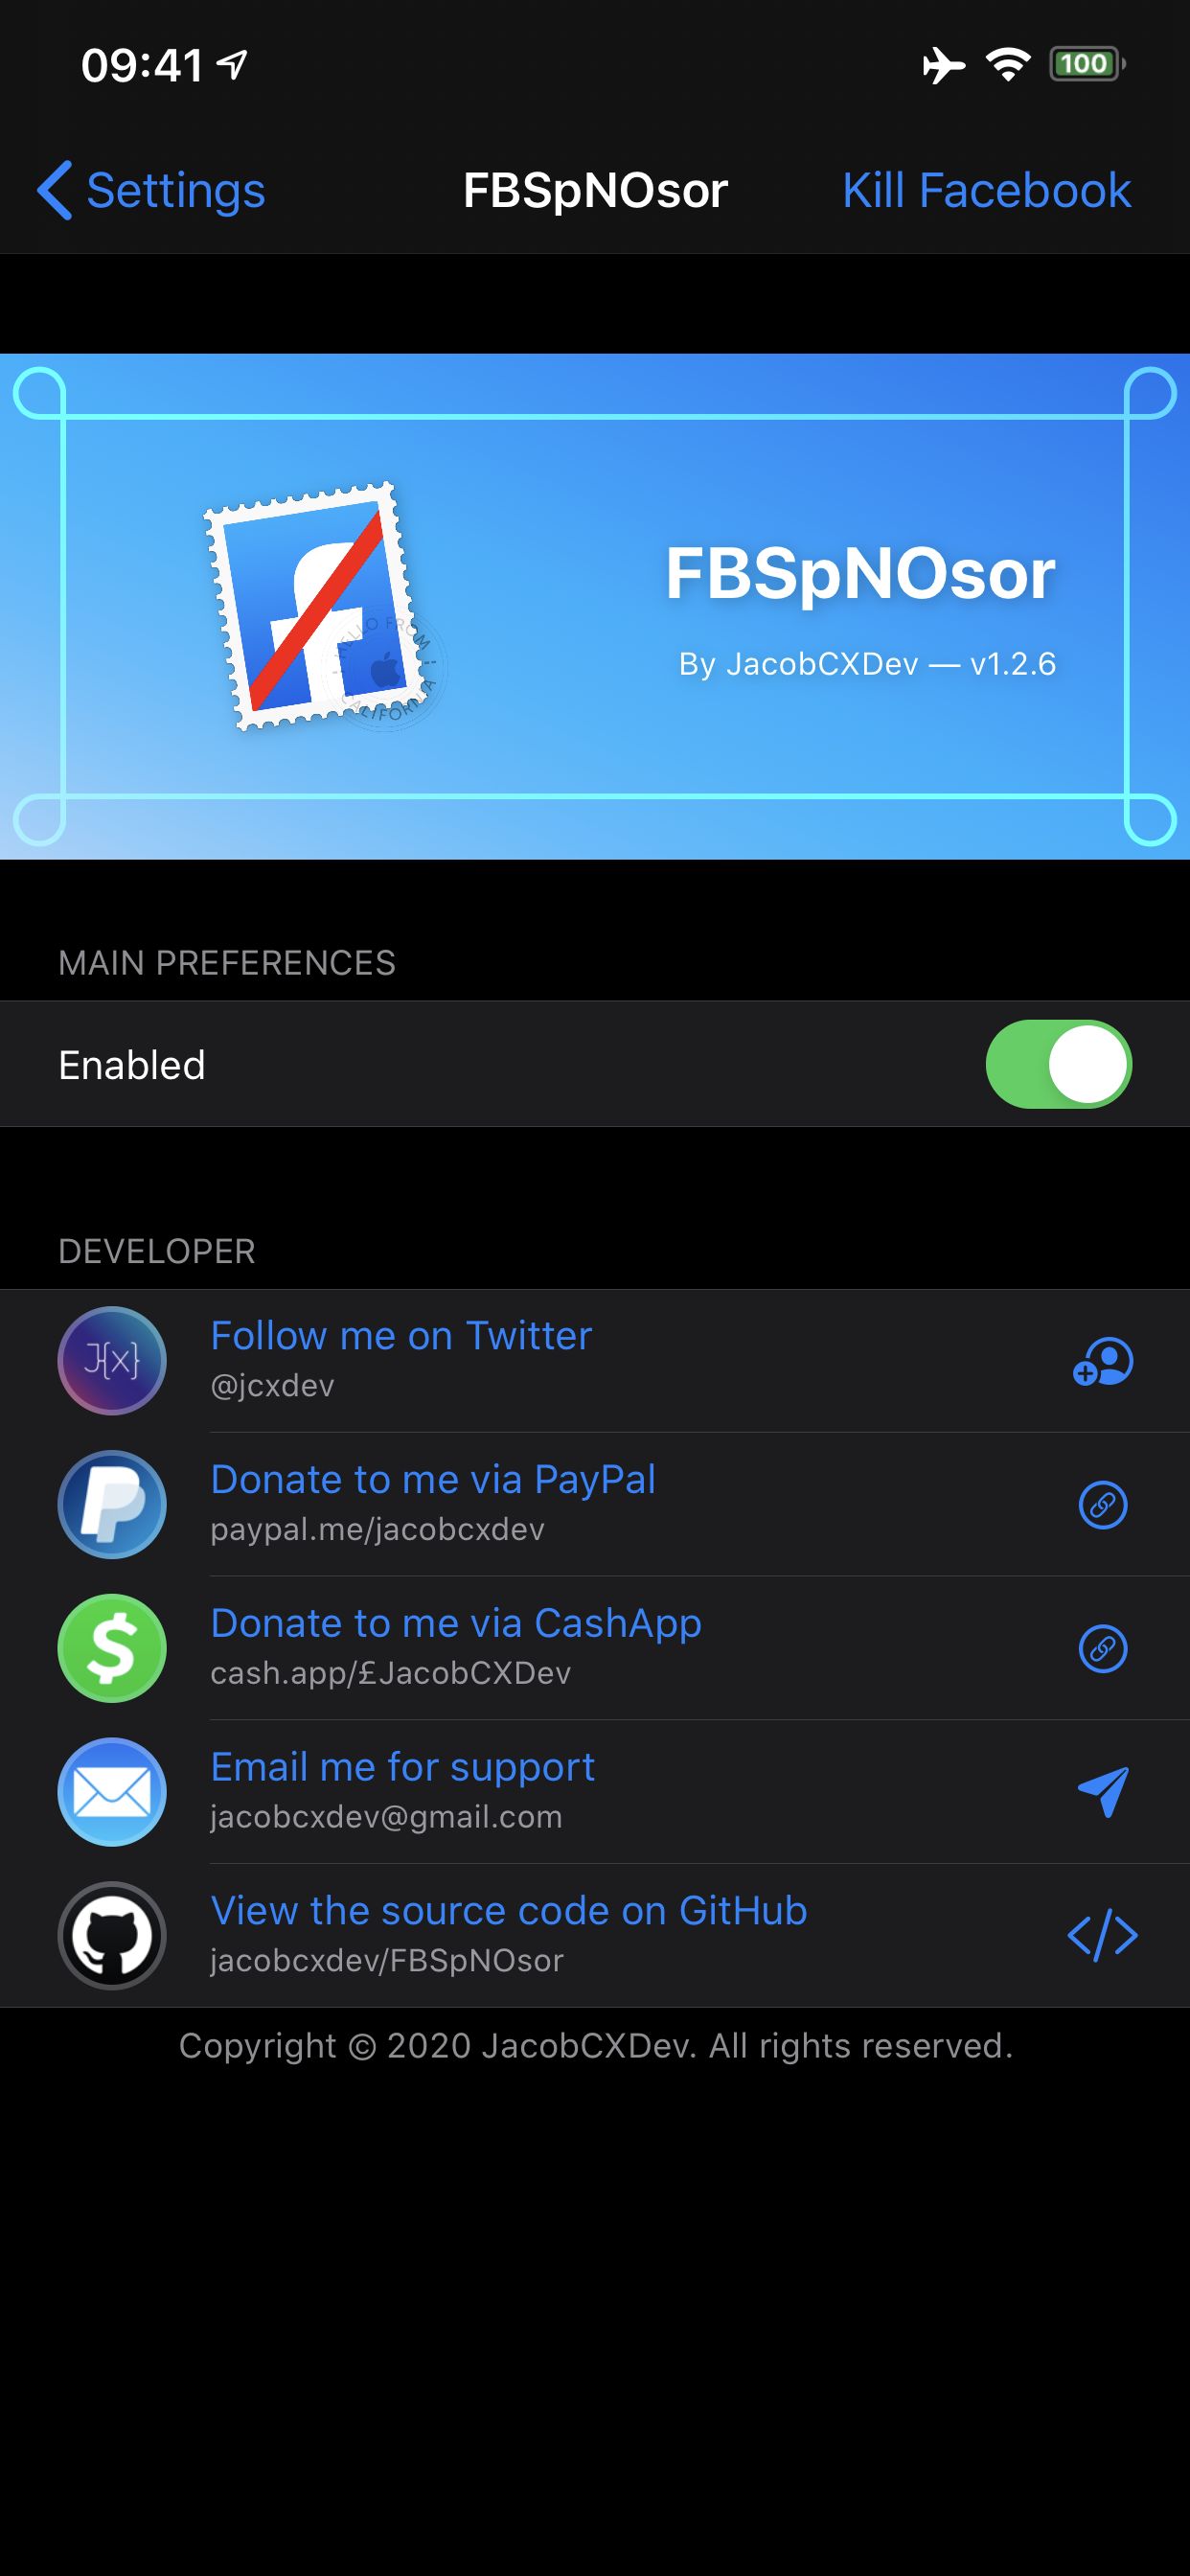 09:41
100
Settings
FBSpNOsor
Kill Facebook
HELLO FROM
CALIFORNIA
FBSpNOsor
By JacobCXDev — v1.2.6
MAIN PREFERENCES
Enabled
DEVELOPER
J{x}
Follow me on Twitter
@jcxdev
Donate to me via PayPal
paypal.me/jacobcxdev
Donate to me via CashApp
cash.app/£JacobCXDev
Email me for support
jacobcxdev@gmail.com
View the source code on GitHub
jacobcxdev/FBSpNOsor
Copyright © 2020 JacobCXDev. All rights reserved.